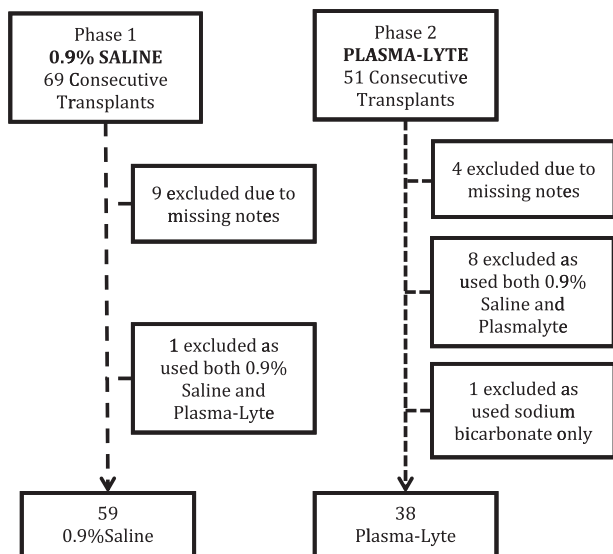 Phase 1
0.9% SALINE
69 Consecutive
Transplants
9 excluded due to
missing notes
1 excluded as
used both 0.9%
Saline and
Plasma-Lyte
59
0.9%Saline
Phase 2
PLASMA-LYTE
51 Consecutive
Transplants
4 excluded due to
missing notes
8 excluded as
used both 0.9%
Saline and
Plasmalyte
1 excluded as
used sodium
bicarbonate only
38
Plasma-Lyte